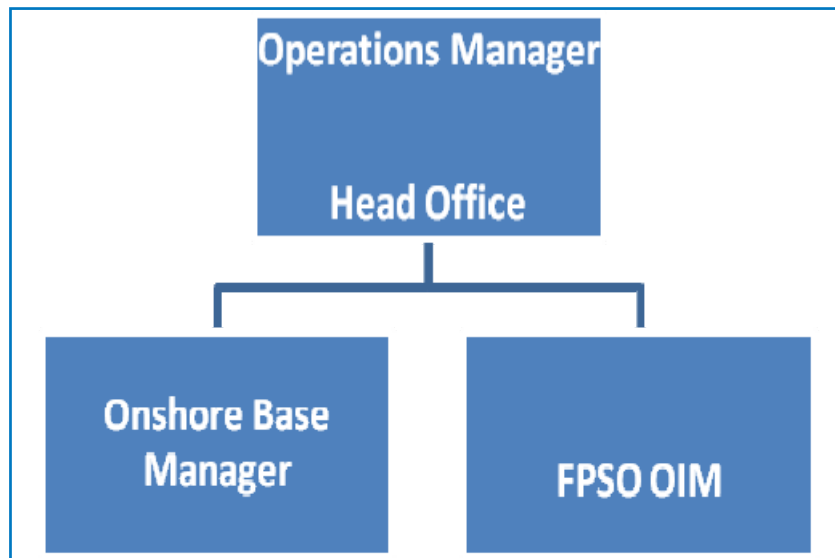 Operations Manager
Head Office
Onshore Base
Manager
FPSO OIM